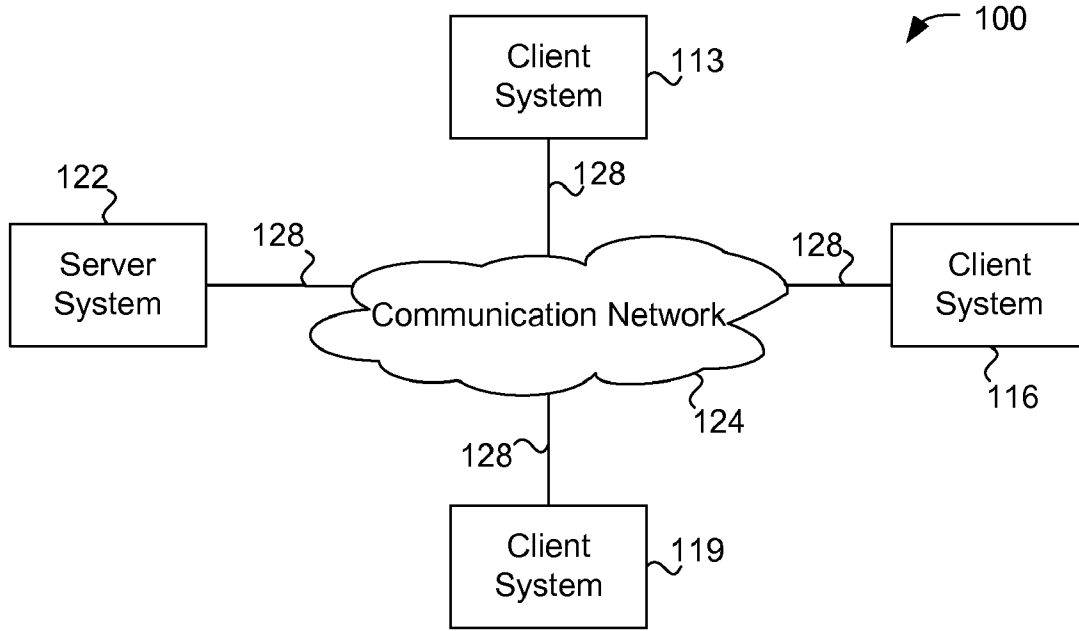 100
Client
System
113
128
122
Server
System
128
Communication Network
128
Client
System
116
124
128
Client
System
119